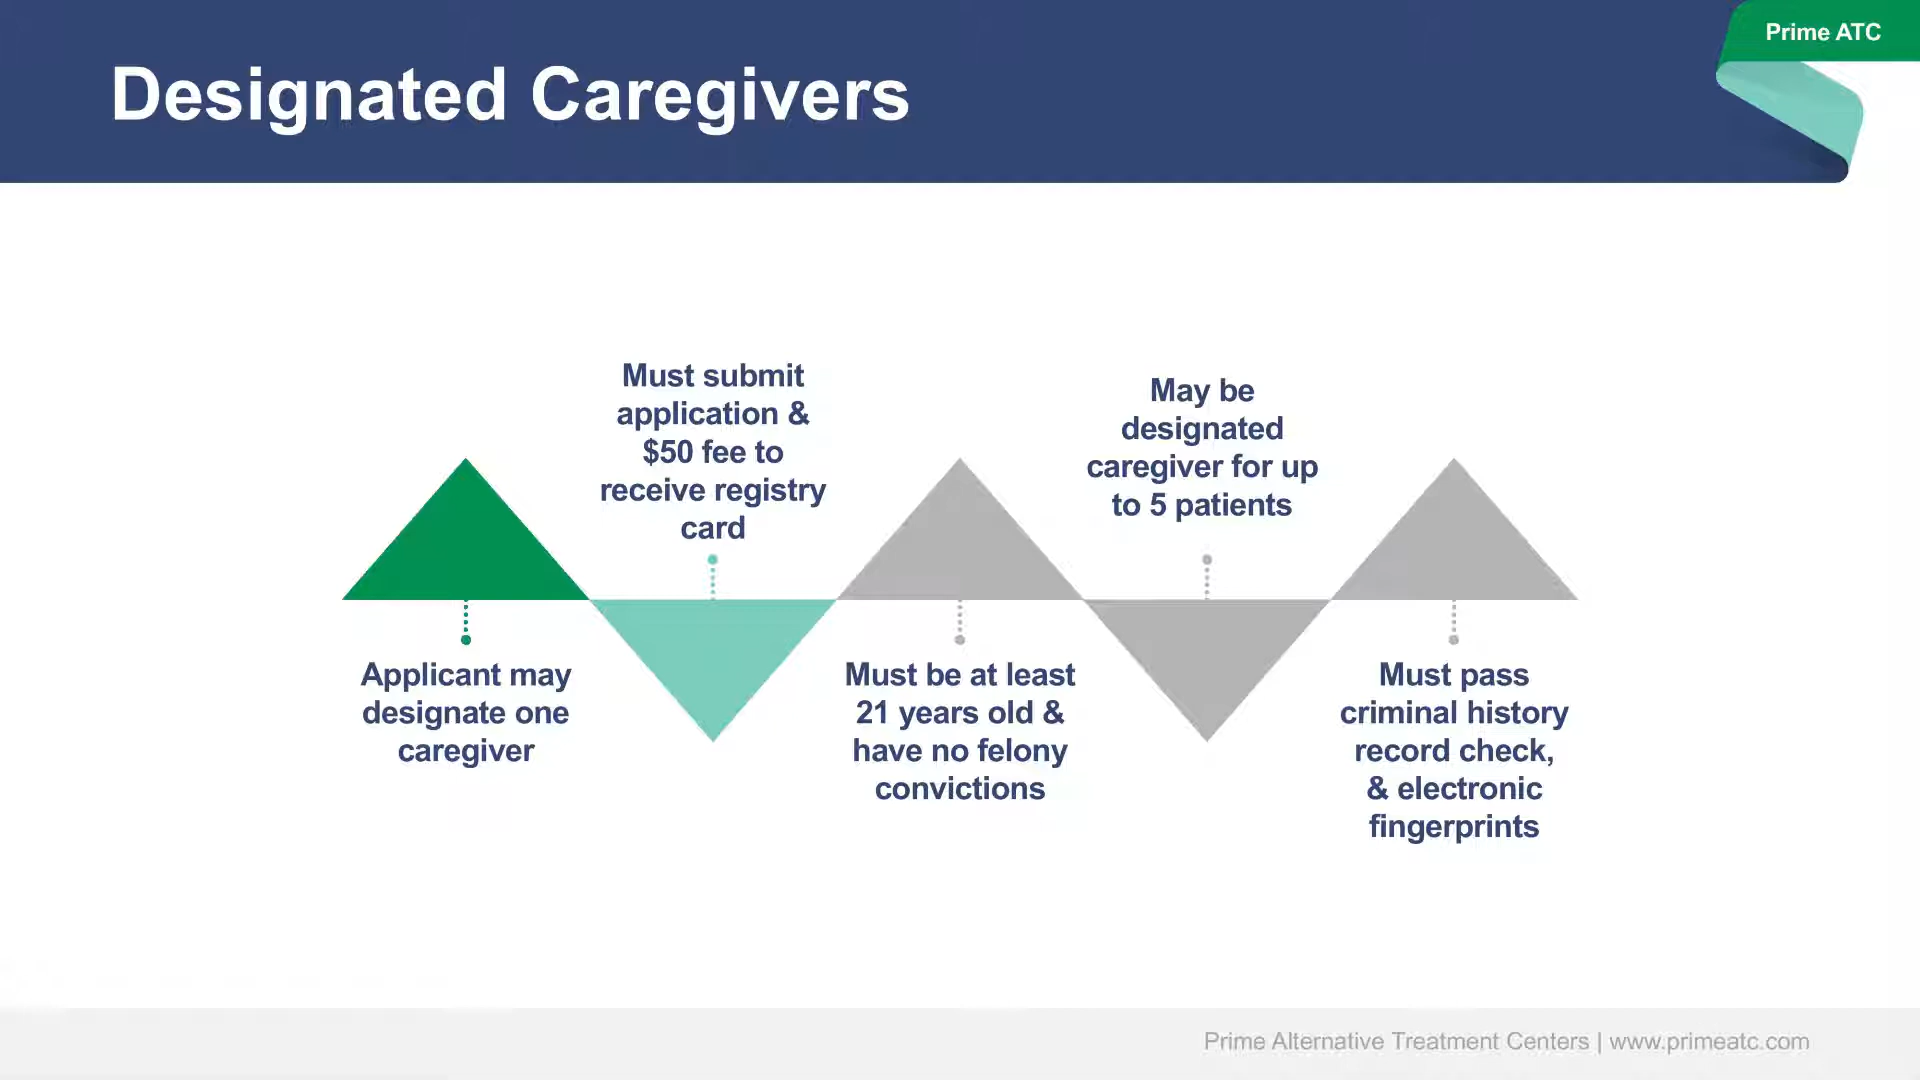 Prime ATC
Designated Caregivers
Applicant may
designate one
caregiver
Must submit
application &
$50 fee to
receive registry
card
Must be at least
21 years old &
have no felony
convictions
May be
designated
caregiver for up
to 5 patients
Must pass
criminal history
record check,
& electronic
fingerprints
Prime Alternative Treatment Centers | www.primeatc.com